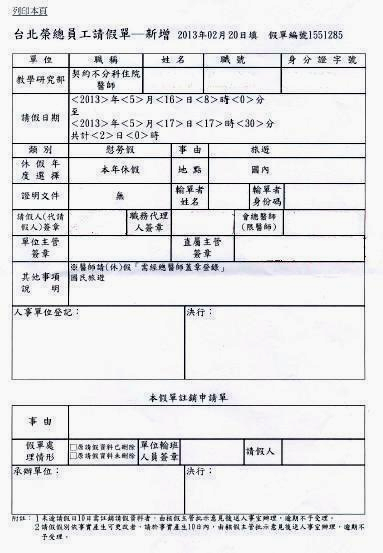 列印本頁
台北榮總員工請假單—新增 2013年02月20日填 假單編號1551285
單位 職稱 姓名 職號 身分證字號
教學研究部 契約不分科住院醫師
請假日期 <2013>年<5>月<16>日<8>時<0>分
至
<2013>年<5>月<17>日<17>時<30>分
共計<2>日<0>時
類別 慰勞假 事由 旅遊
休假年度選擇 本年休假 地點 國內
證明文件 無 輸單者姓名 輸單者身份碼
請假人(代請假人)簽章 職務代理人簽章 會總醫師(限醫師)
單位主管簽章 直屬主管簽章
其他事項說明 ※醫師請(休)假「需經總醫師蓋章登錄」
國民旅遊
人事單位登記： 決行：
本假單註銷申請單
事由
假單處理情形 □原請假資料已刪除
□原請假資料未刪除 單位輪班人員簽章 請假人
承辦單位： 決行：
附註：1未逾請假日10日需註銷請假資料者，由核假主管批示意見後送人事室辦理，逾期不予受理。
2請假假別依事實產生可更改者，請於事實產生10日內，由核假主管批示意見後送人事室辦理，逾期不予受理。